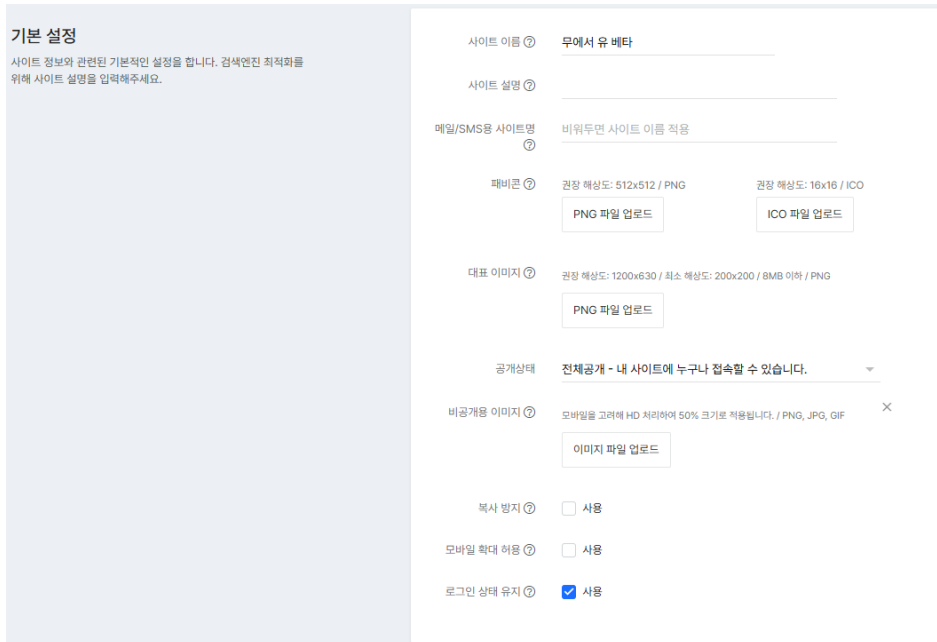 기본 설정
사이트 정보와 관련된 기본적인 설정을 합니다. 검색엔진 최적화를
위해 사이트 설명을 입력해주세요.
사이트 이름 ? 무에서 유 베타
사이트 설명 ?
메일/SMS용 사이트명 비워두면 사이트 이름 적용
?
패비콘 ? 권장 해상도: 512x512 / PNG 권장 해상도: 16x16 / ICO
PNG 파일 업로드 ICO 파일 업로드
대표 이미지 ? 권장 해상도: 1200x630 / 최소 해상도: 200x200 / 8MB 이하 / PNG
PNG 파일 업로드
공개상태 전체공개 - 내 사이트에 누구나 접속할 수 있습니다.
비공개용 이미지 ? 모바일을 고려해 HD 처리하여 50% 크기로 적용됩니다. / PNG, JPG, GIF
이미지 파일 업로드
복사 방지 ? 사용
모바일 확대 허용 ? 사용
로그인 상태 유지 ? 사용